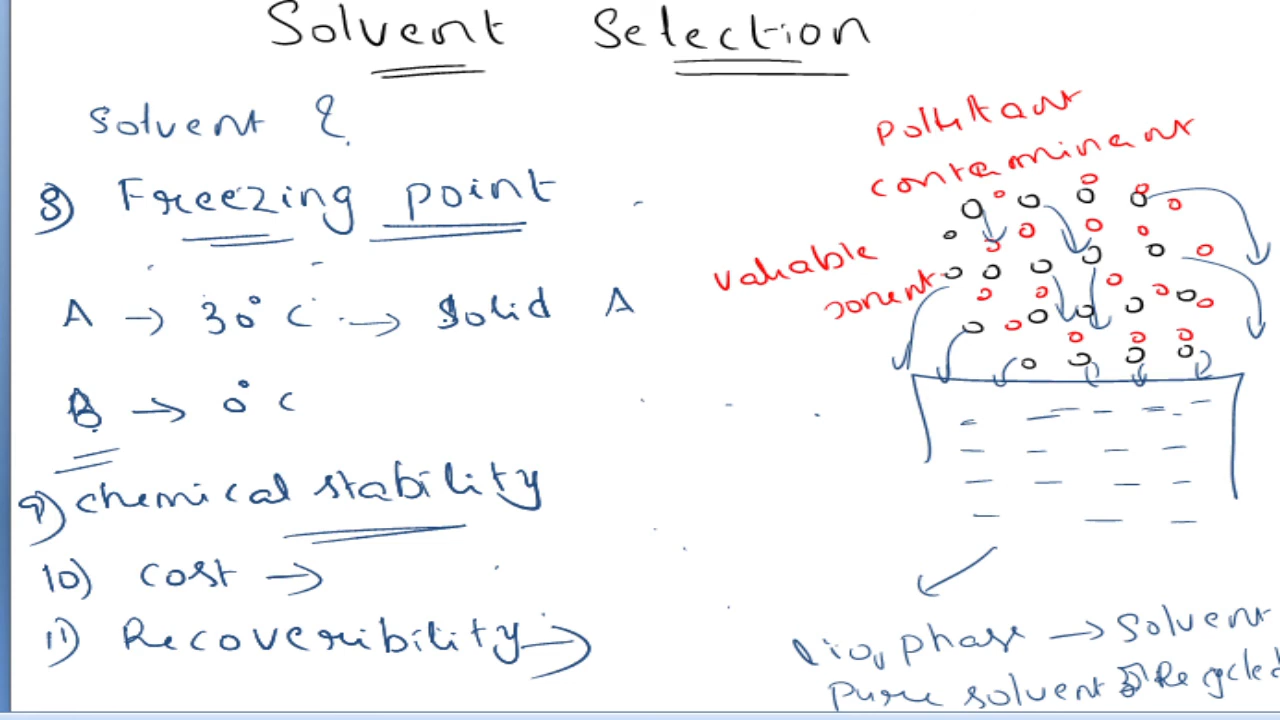 Solvent Selection
Solvent {
8) Freezing point
A → 30°C → Solid A
B → 0°C
9) chemical stability
10) cost →
11) Recoveribility →
Pollutant
contaminant
valuable
onent
liq, phase → Solvent
Pure solvent Recycled